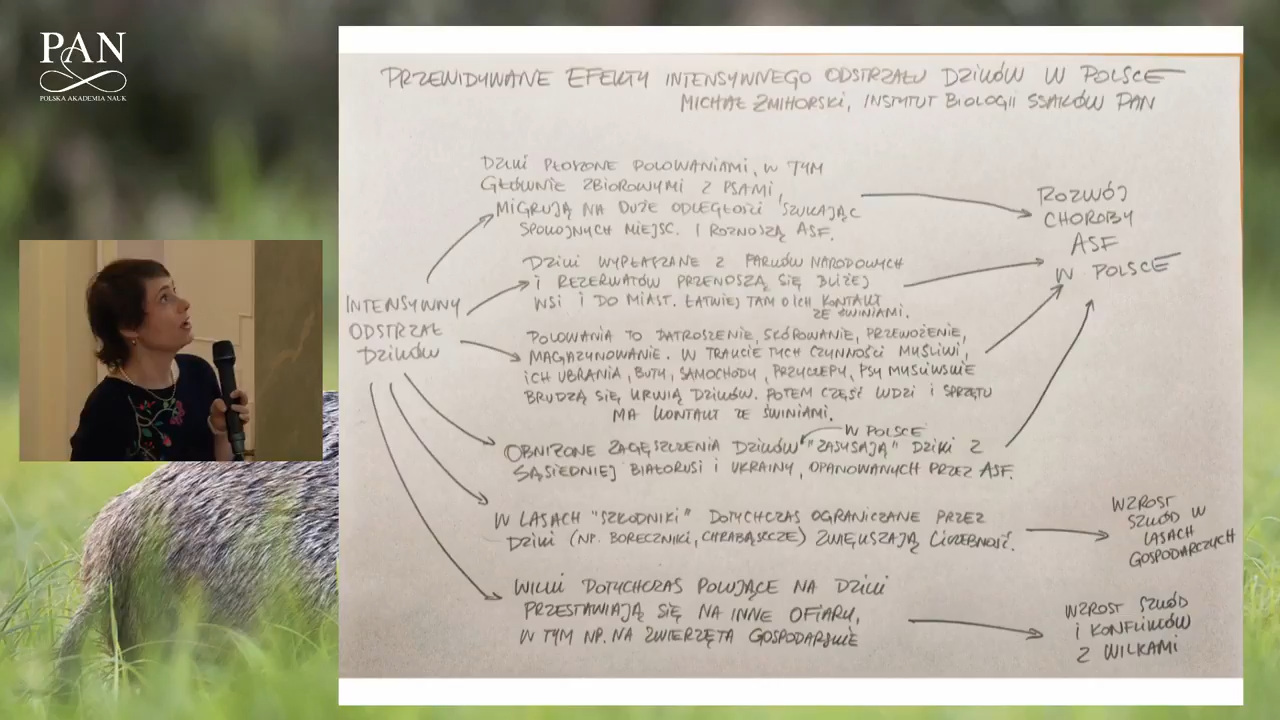 PAN
POLSKA AKADEMIA NAUK
PRZEWIDYWANE EFEKTY INTENSYWNEGO ODSTRZAŁU DZIKÓW W POLSCE
MICHAŁ ŻMIHORSKI, INSTYTUT BIOLOGII SSAKÓW PAN
INTENSYWNY
ODSTRZAŁ
DZIKÓW
DZIKI PŁOSZONE POLOWANIAMI, W TYM
GŁÓWNIE ZBIOROWYMI Z PSAMI,
MIGRUJĄ NA DUŻE ODLEGŁOŚCI SZUKAJĄC
SPOKOJNYCH MIEJSC. I ROZNOSZĄ ASF.
DZIKI WYPŁASZANE Z PARKÓW NARODOWYCH
I REZERWATÓW PRZENOSZĄ SIĘ BLIŻEJ
WSI I DO MIAST. ŁATWIEJ TAM O ICH KONTAKT
ZE ŚWINIAMI.
POLOWANIA TO PATROSZENIE, SKÓROWANIE, PRZEWOŻENIE,
MAGAZYNOWANIE. W TRAKCIE TYCH CZYNNOŚCI MYŚLIWI,
ICH UBRANIA, BUTY, SAMOCHODY, PRZYCZEPY, PSY MYŚLIWSKIE
BRUDZĄ SIĘ KRWIĄ DZIKÓW. POTEM CZĘŚĆ LUDZI I SPRZĘTU
MA KONTAKT ZE ŚWINIAMI.
W POLSCE
OBNIŻONE ZAGĘSZCZENIA DZIKÓW "ZASYSAJĄ" DZIKI Z
SĄSIEDNIEJ BIAŁORUSI I UKRAINY, OPANOWANYCH PRZEZ ASF.
W LASACH "SZKODNIKI" DOTYCHCZAS OGRANICZANE PRZEZ
DZIKI (NP. BORECZNIKI, CHRABĄSZCZE) ZWIĘKSZAJĄ LICZEBNOŚĆ.
WILKI DOTYCHCZAS POLUJĄCE NA DZIKI
PRZESTAWIAJĄ SIĘ NA INNE OFIARY,
W TYM NP. NA ZWIERZĘTA GOSPODARSKIE
ROZWÓJ
CHOROBY
ASF
W POLSCE
WZROST
SZKÓD W
LASACH
GOSPODARCZYCH
WZROST SZKÓD
I KONFLIKTÓW
Z WILKAMI